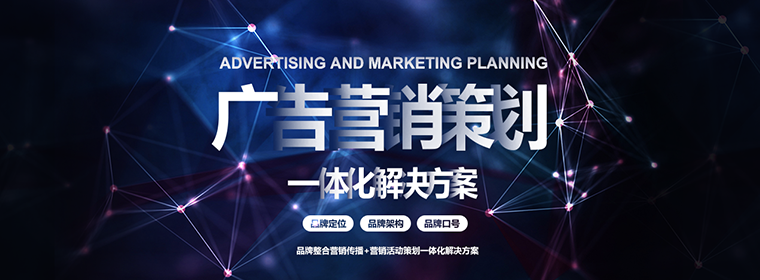 ADVERTISING AND MARKETING PLANNING
广告营销策划
一体化解决方案
品牌定位 品牌架构 品牌口号
品牌整合营销传播+营销活动策划一体化解决方案